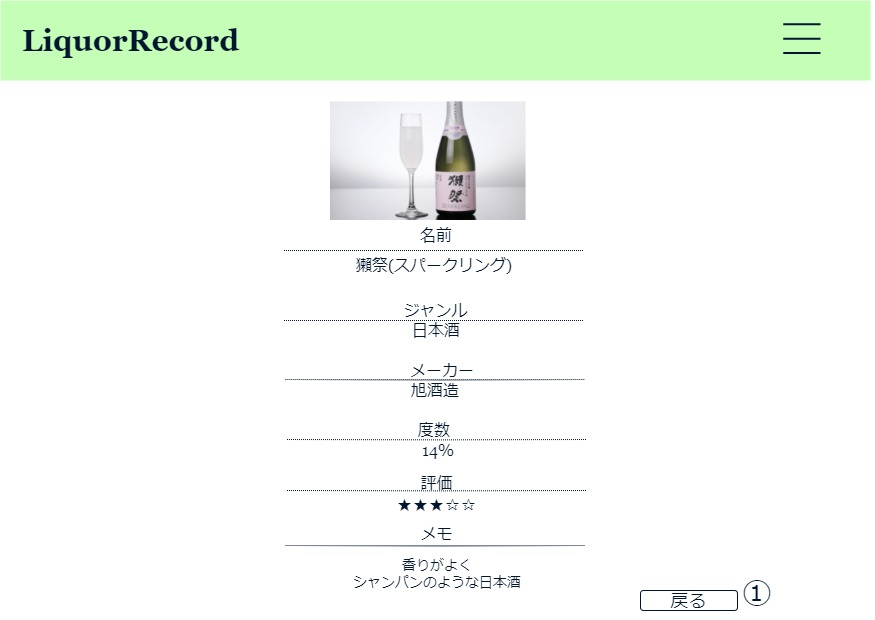 LiquorRecord
獺祭
名前
獺祭(スパークリング)
ジャンル
日本酒
メーカー
旭酒造
度数
14%
評価
★★★☆☆
メモ
香りがよく
シャンパンのような日本酒
戻る ①